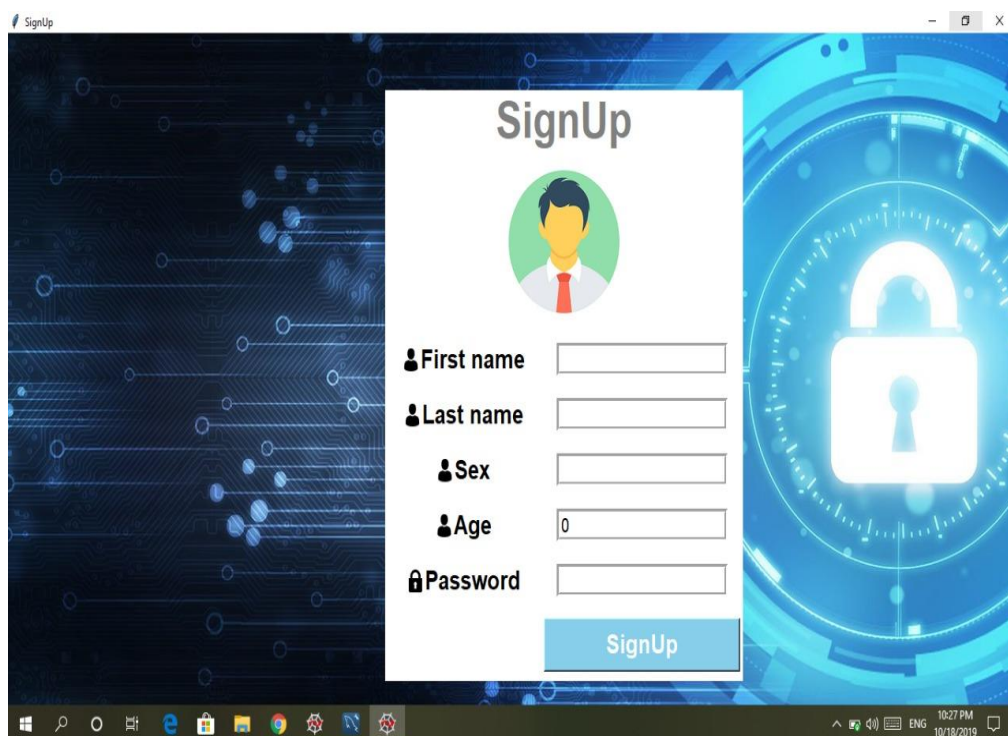 SignUp
SignUp
First name
Last name
Sex
Age 0
Password
SignUp
ENG
10:27 PM
10/18/2019